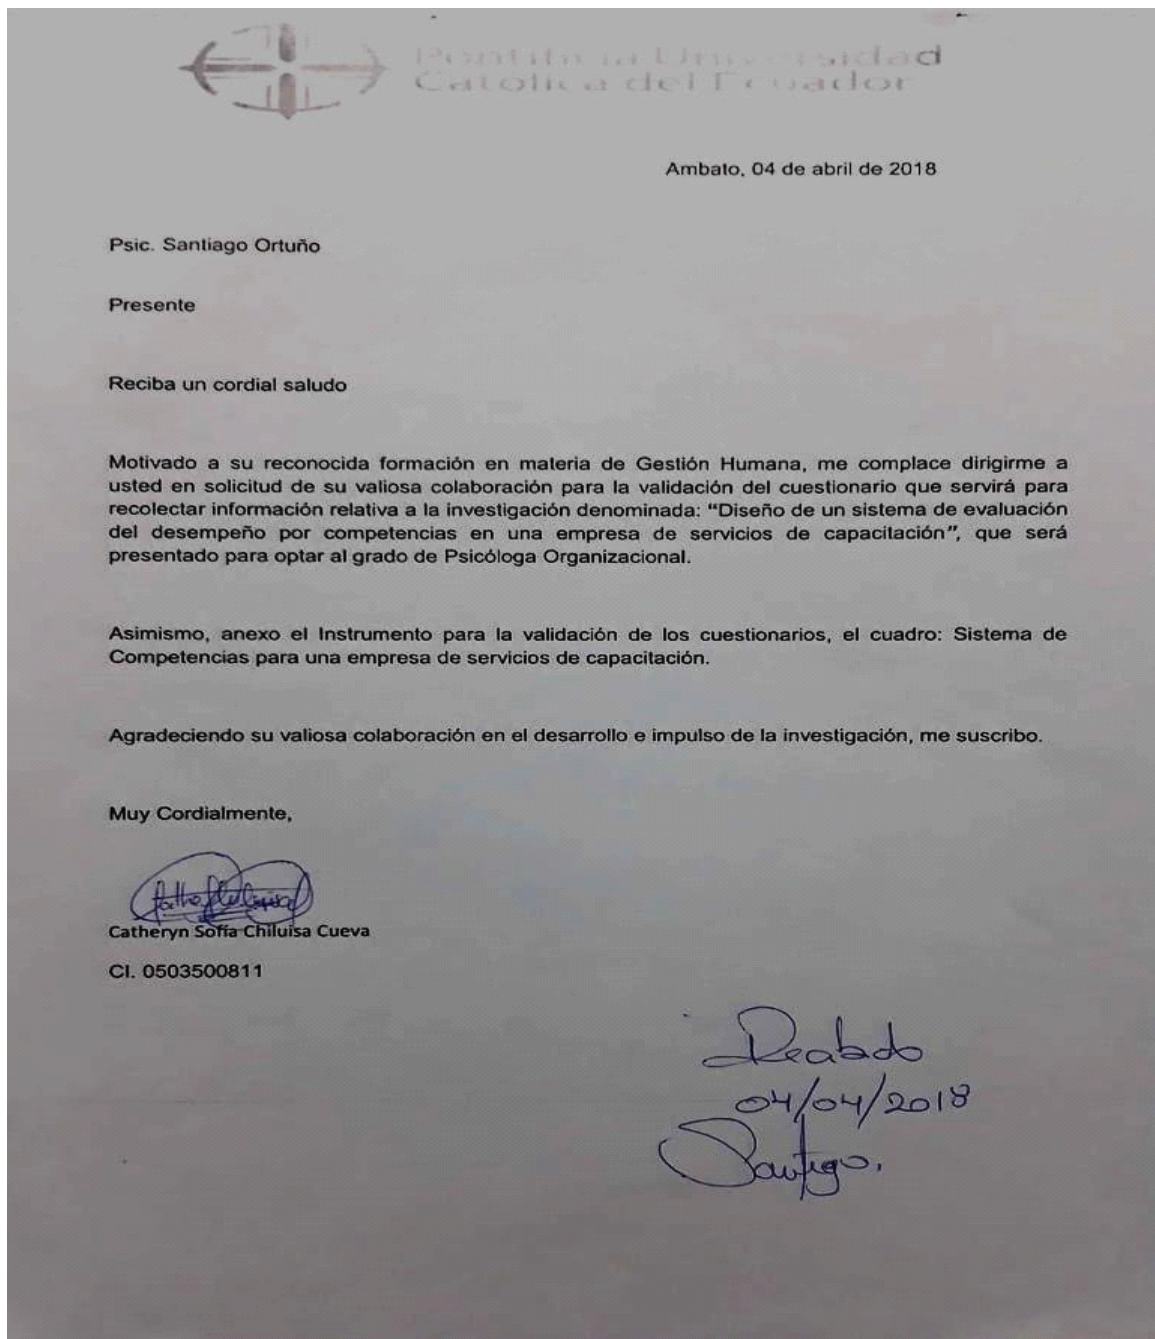 Pontificia Universidad
Católica del Ecuador
Ambato, 04 de abril de 2018
Psic. Santiago Ortuño
Presente
Reciba un cordial saludo
Motivado a su reconocida formación en materia de Gestión Humana, me complace dirigirme a
usted en solicitud de su valiosa colaboración para la validación del cuestionario que servirá para
recolectar información relativa a la investigación denominada: “Diseño de un sistema de evaluación
del desempeño por competencias en una empresa de servicios de capacitación”, que será
presentado para optar al grado de Psicóloga Organizacional.
Asimismo, anexo el Instrumento para la validación de los cuestionarios, el cuadro: Sistema de
Competencias para una empresa de servicios de capacitación.
Agradeciendo su valiosa colaboración en el desarrollo e impulso de la investigación, me suscribo.
Muy Cordialmente,
Catheryn Sofía Chiluisa Cueva
CI. 0503500811
04/04/2018
Santiago.